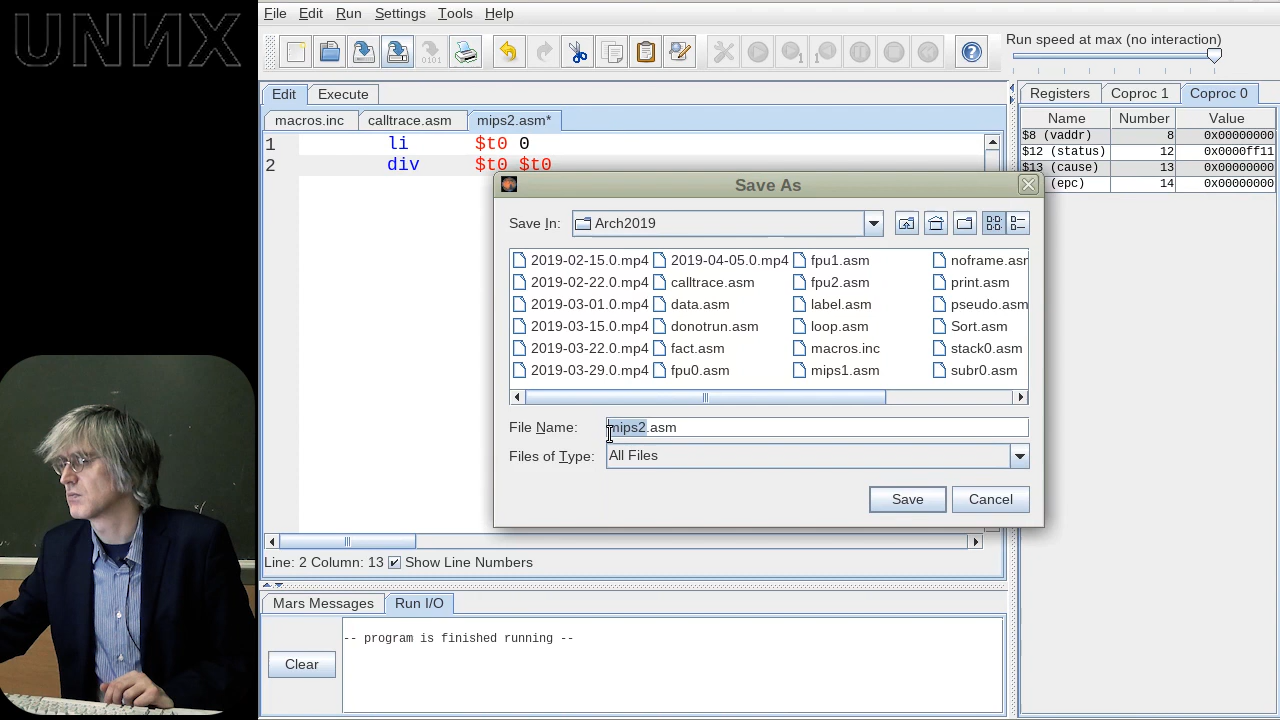 UNИX
File Edit Run Settings Tools Help
Run speed at max (no interaction)
Edit Execute
macros.inc calltrace.asm mips2.asm*
1 li $t0 0
2 div $t0 $t0
Registers Coproc 1 Coproc 0
Name Number Value
$8 (vaddr) 8 0x00000000
$12 (status) 12 0x0000ff11
$13 (cause) 13 0x00000000
(epc) 14 0x00000000
Save As
Save In: Arch2019
2019-02-15.0.mp4 2019-04-05.0.mp4 fpu1.asm noframe.asm
2019-02-22.0.mp4 calltrace.asm fpu2.asm print.asm
2019-03-01.0.mp4 data.asm label.asm pseudo.asm
2019-03-15.0.mp4 donotrun.asm loop.asm Sort.asm
2019-03-22.0.mp4 fact.asm macros.inc stack0.asm
2019-03-29.0.mp4 fpu0.asm mips1.asm subr0.asm
File Name: mips2.asm
Files of Type: All Files
Save Cancel
Line: 2 Column: 13 Show Line Numbers
Mars Messages Run I/O
-- program is finished running --
Clear